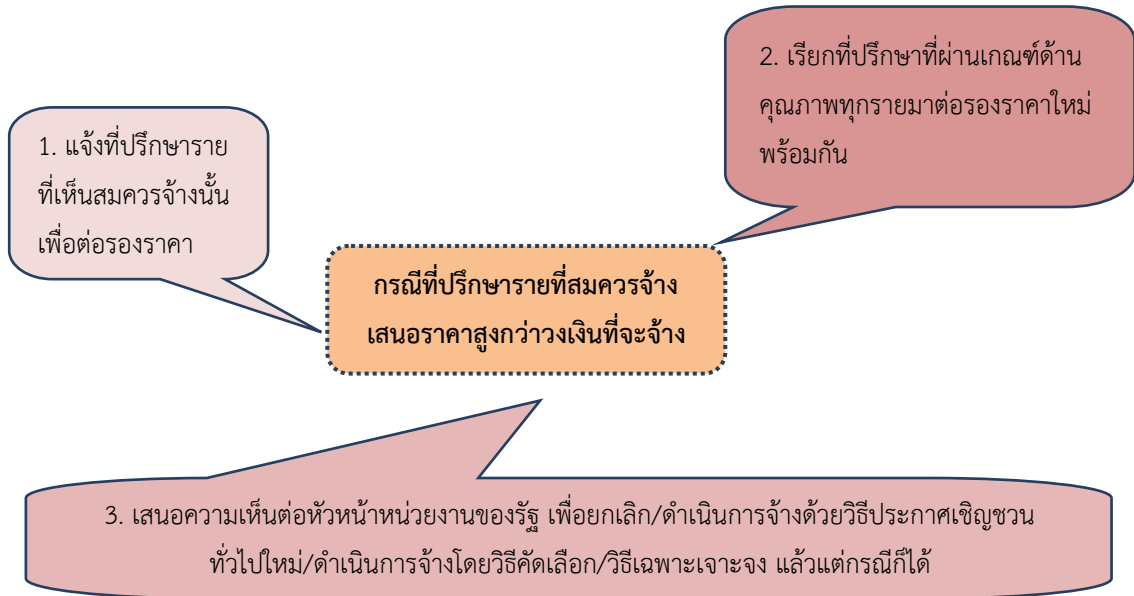 1. แจ้งที่ปรึกษาราย
ที่เห็นสมควรจ้างนั้น
เพื่อต่อรองราคา
2. เรียกที่ปรึกษาที่ผ่านเกณฑ์ด้าน
คุณภาพทุกรายมาต่อรองราคาใหม่
พร้อมกัน
กรณีที่ปรึกษารายที่สมควรจ้าง
เสนอราคาสูงกว่าวงเงินที่จะจ้าง
3. เสนอความเห็นต่อหัวหน้าหน่วยงานของรัฐ เพื่อยกเลิก/ดำเนินการจ้างด้วยวิธีประกาศเชิญชวน
ทั่วไปใหม่/ดำเนินการจ้างโดยวิธีคัดเลือก/วิธีเฉพาะเจาะจง แล้วแต่กรณีก็ได้